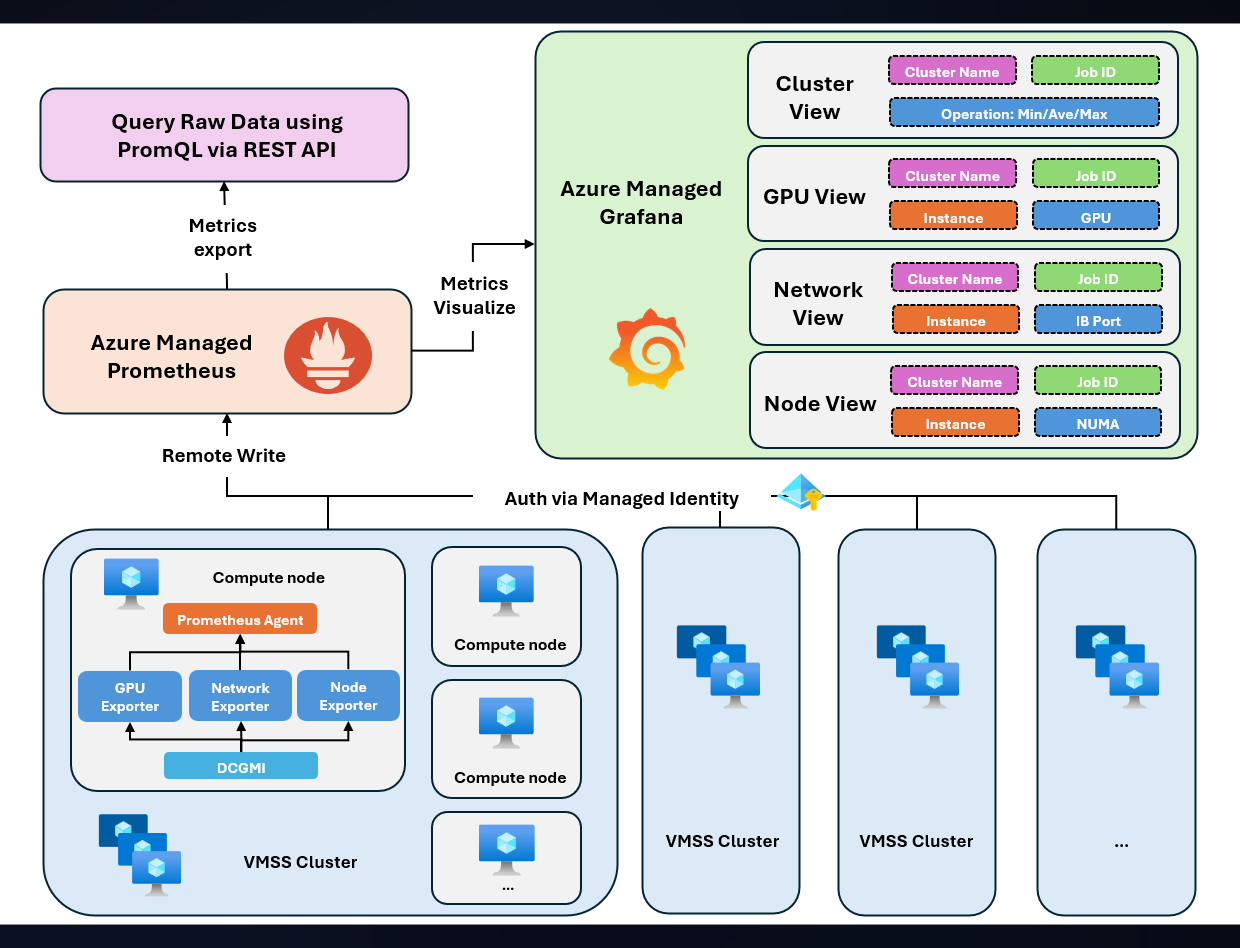 Query Raw Data using
PromQL via REST API
Metrics
export
Azure Managed
Prometheus
Metrics
Visualize
Azure Managed
Grafana
Cluster
View
Cluster Name
Job ID
Operation: Min/Ave/Max
GPU View
Cluster Name
Job ID
Instance
GPU
Network
View
Cluster Name
Job ID
Instance
IB Port
Node View
Cluster Name
Job ID
Instance
NUMA
Remote Write
Auth via Managed Identity
Compute node
Prometheus Agent
GPU
Exporter
Network
Exporter
Node
Exporter
DCGMI
VMSS Cluster
Compute node
Compute node
...
VMSS Cluster
VMSS Cluster
...